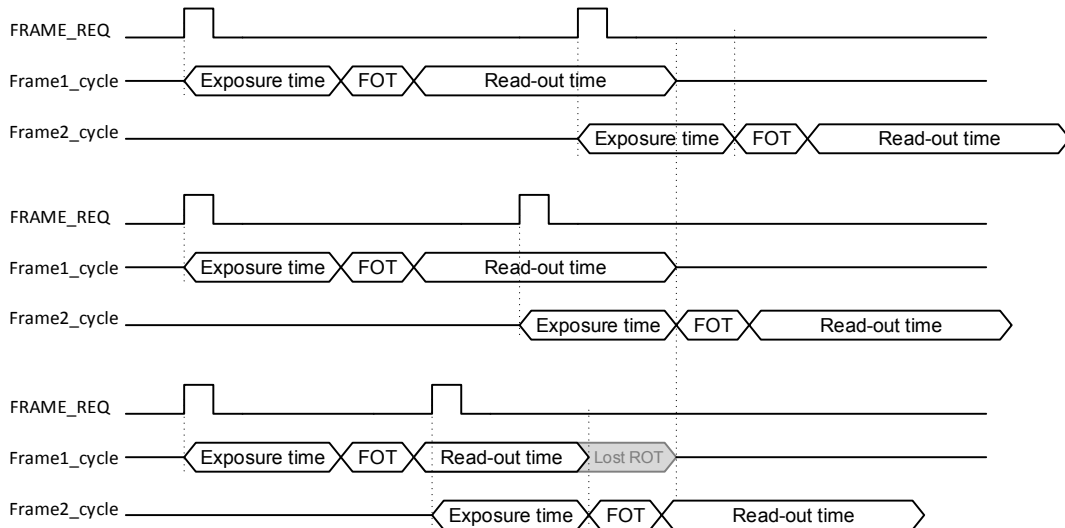 FRAME_REQ
Frame1_cycle Exposure time FOT Read-out time
Frame2_cycle Exposure time FOT Read-out time
FRAME_REQ
Frame1_cycle Exposure time FOT Read-out time
Frame2_cycle Exposure time FOT Read-out time
FRAME_REQ
Frame1_cycle Exposure time FOT Read-out time Lost ROT
Frame2_cycle Exposure time FOT Read-out time